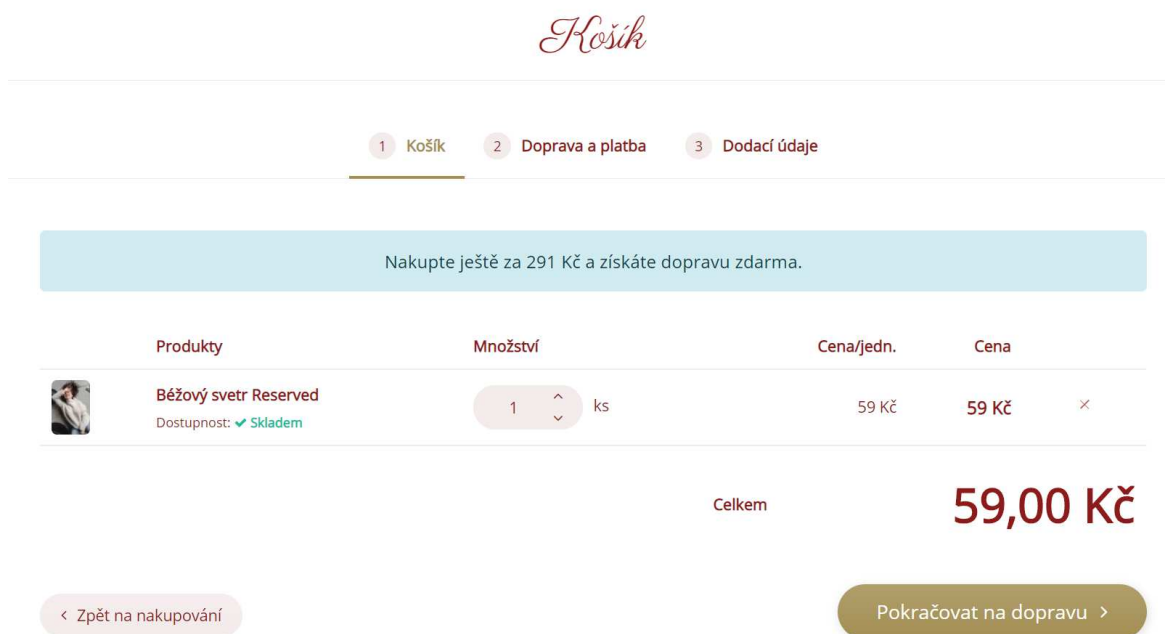 Košík
1 Košík 2 Doprava a platba 3 Dodací údaje
Nakupte ještě za 291 Kč a získáte dopravu zdarma.
Produkty Množství Cena/jedn. Cena
Béžový svetr Reserved
Dostupnost: ✔ Skladem
1 ks 59 Kč 59 Kč ×
Celkem 59,00 Kč
‹ Zpět na nakupování Pokračovat na dopravu ›